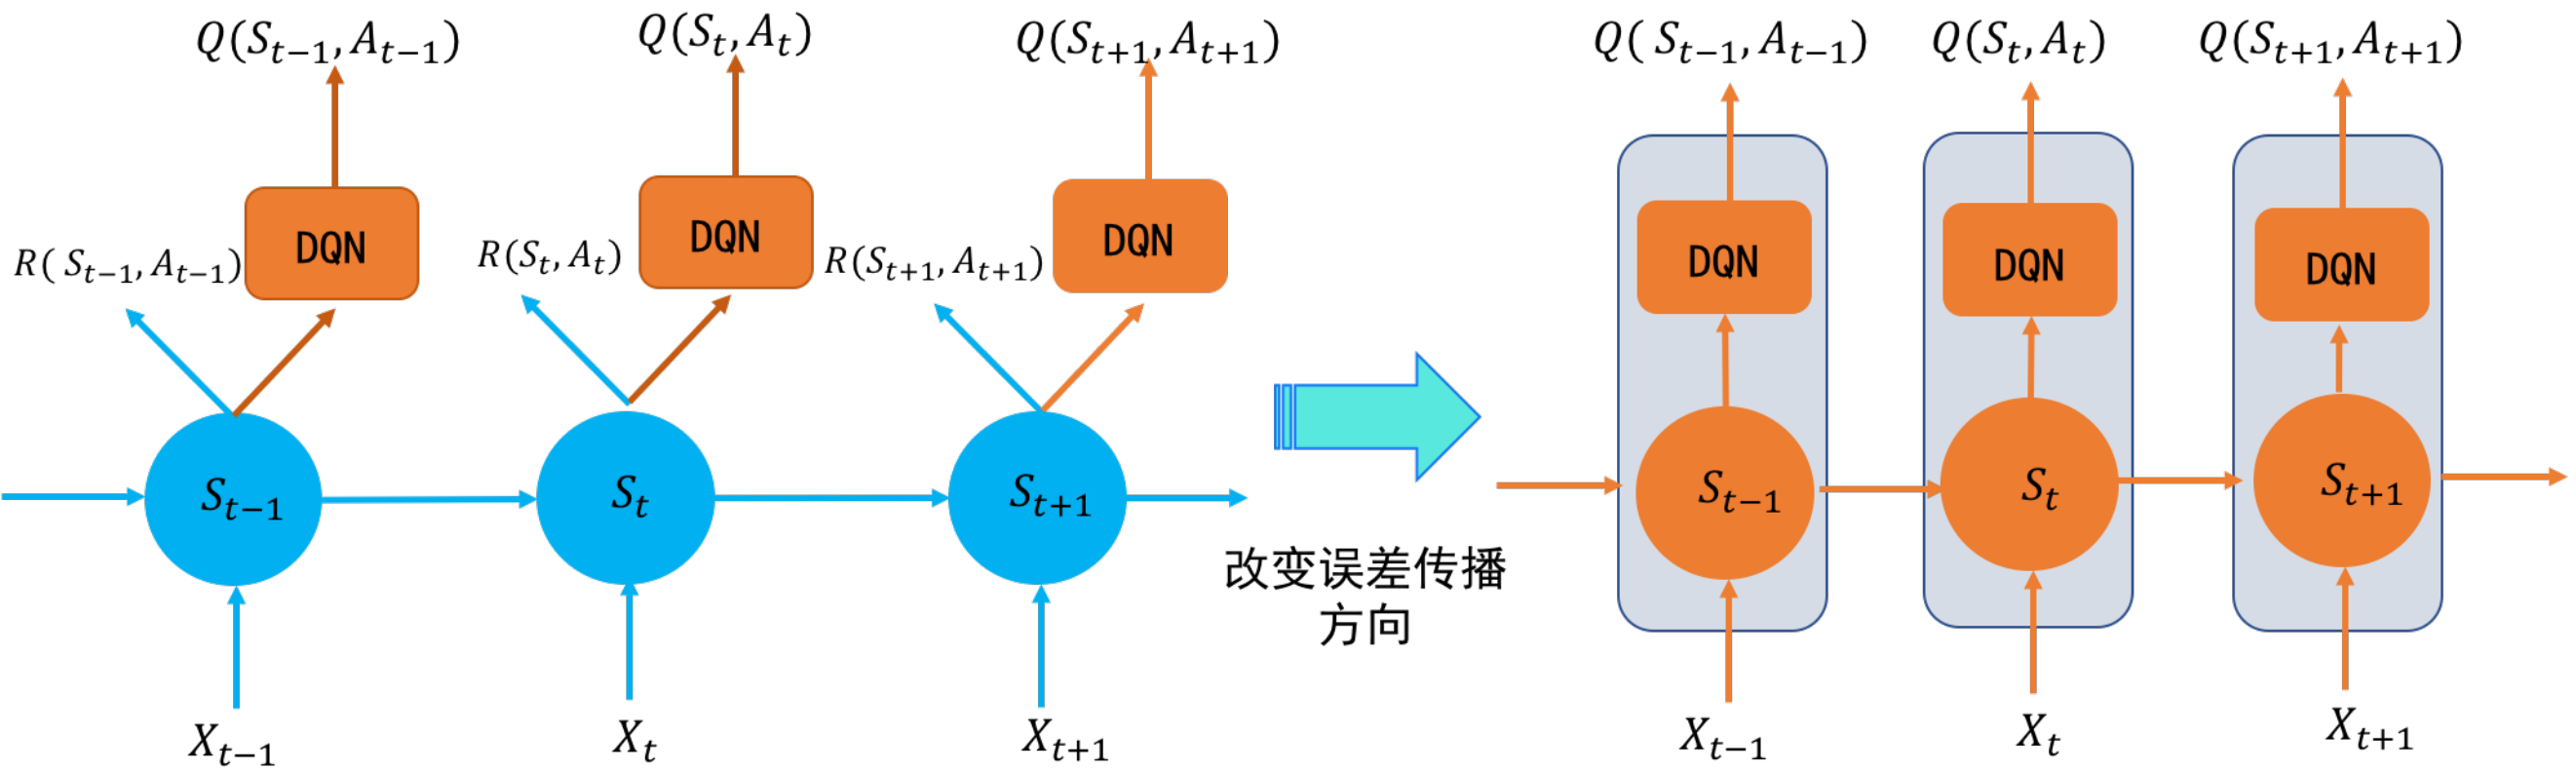 Q(S_{t-1}, A_{t-1})
Q(S_t, A_t)
Q(S_{t+1}, A_{t+1})
R( S_{t-1}, A_{t-1})
DQN
R(S_t, A_t)
DQN
R(S_{t+1}, A_{t+1})
DQN
S_{t-1}
S_t
S_{t+1}
X_{t-1}
X_t
X_{t+1}
改变误差传播
方向
Q( S_{t-1}, A_{t-1})
Q(S_t, A_t)
Q(S_{t+1}, A_{t+1})
DQN
DQN
DQN
S_{t-1}
S_t
S_{t+1}
X_{t-1}
X_t
X_{t+1}